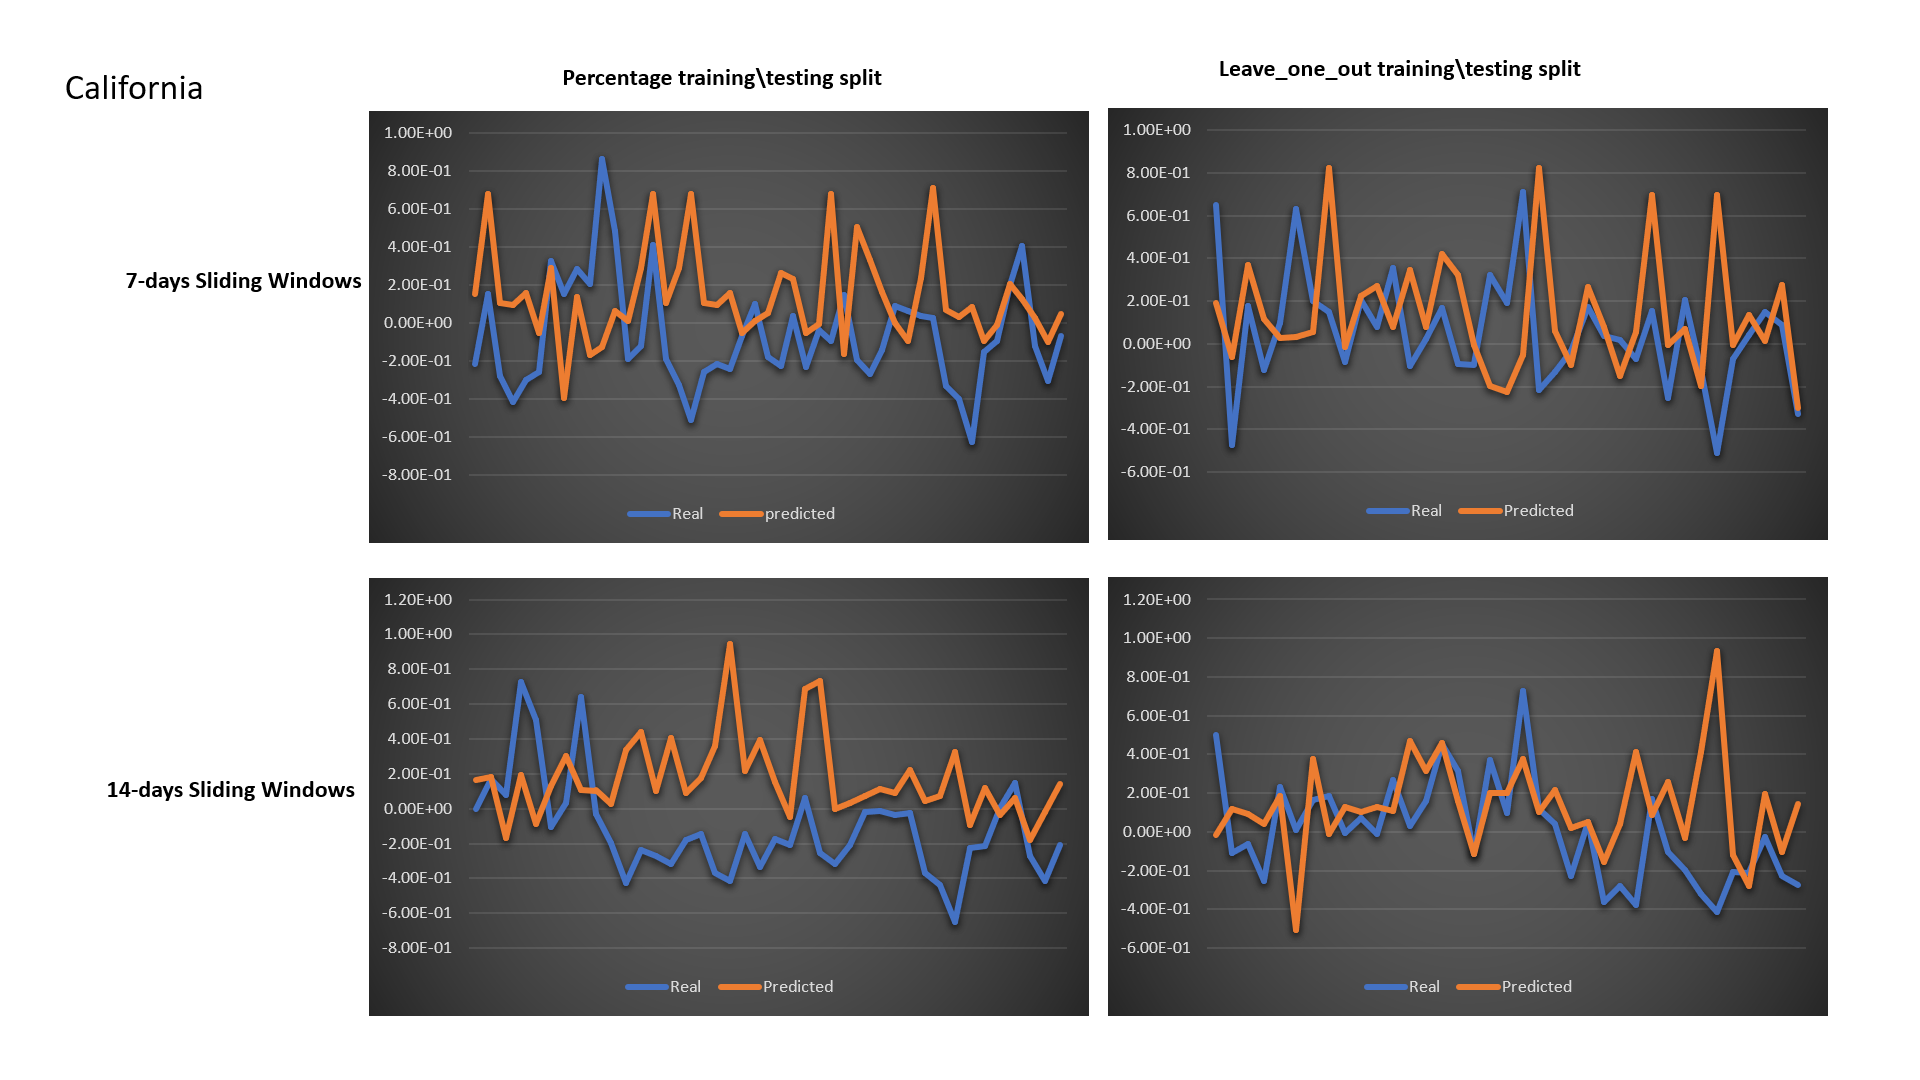 California
Percentage training\testing split
Leave_one_out training\testing split
7-days Sliding Windows
1.00E+00
8.00E-01
6.00E-01
4.00E-01
2.00E-01
0.00E+00
-2.00E-01
-4.00E-01
-6.00E-01
-8.00E-01
Real predicted
1.00E+00
8.00E-01
6.00E-01
4.00E-01
2.00E-01
0.00E+00
-2.00E-01
-4.00E-01
-6.00E-01
Real Predicted
14-days Sliding Windows
1.20E+00
1.00E+00
8.00E-01
6.00E-01
4.00E-01
2.00E-01
0.00E+00
-2.00E-01
-4.00E-01
-6.00E-01
-8.00E-01
Real Predicted
1.20E+00
1.00E+00
8.00E-01
6.00E-01
4.00E-01
2.00E-01
0.00E+00
-2.00E-01
-4.00E-01
-6.00E-01
Real Predicted